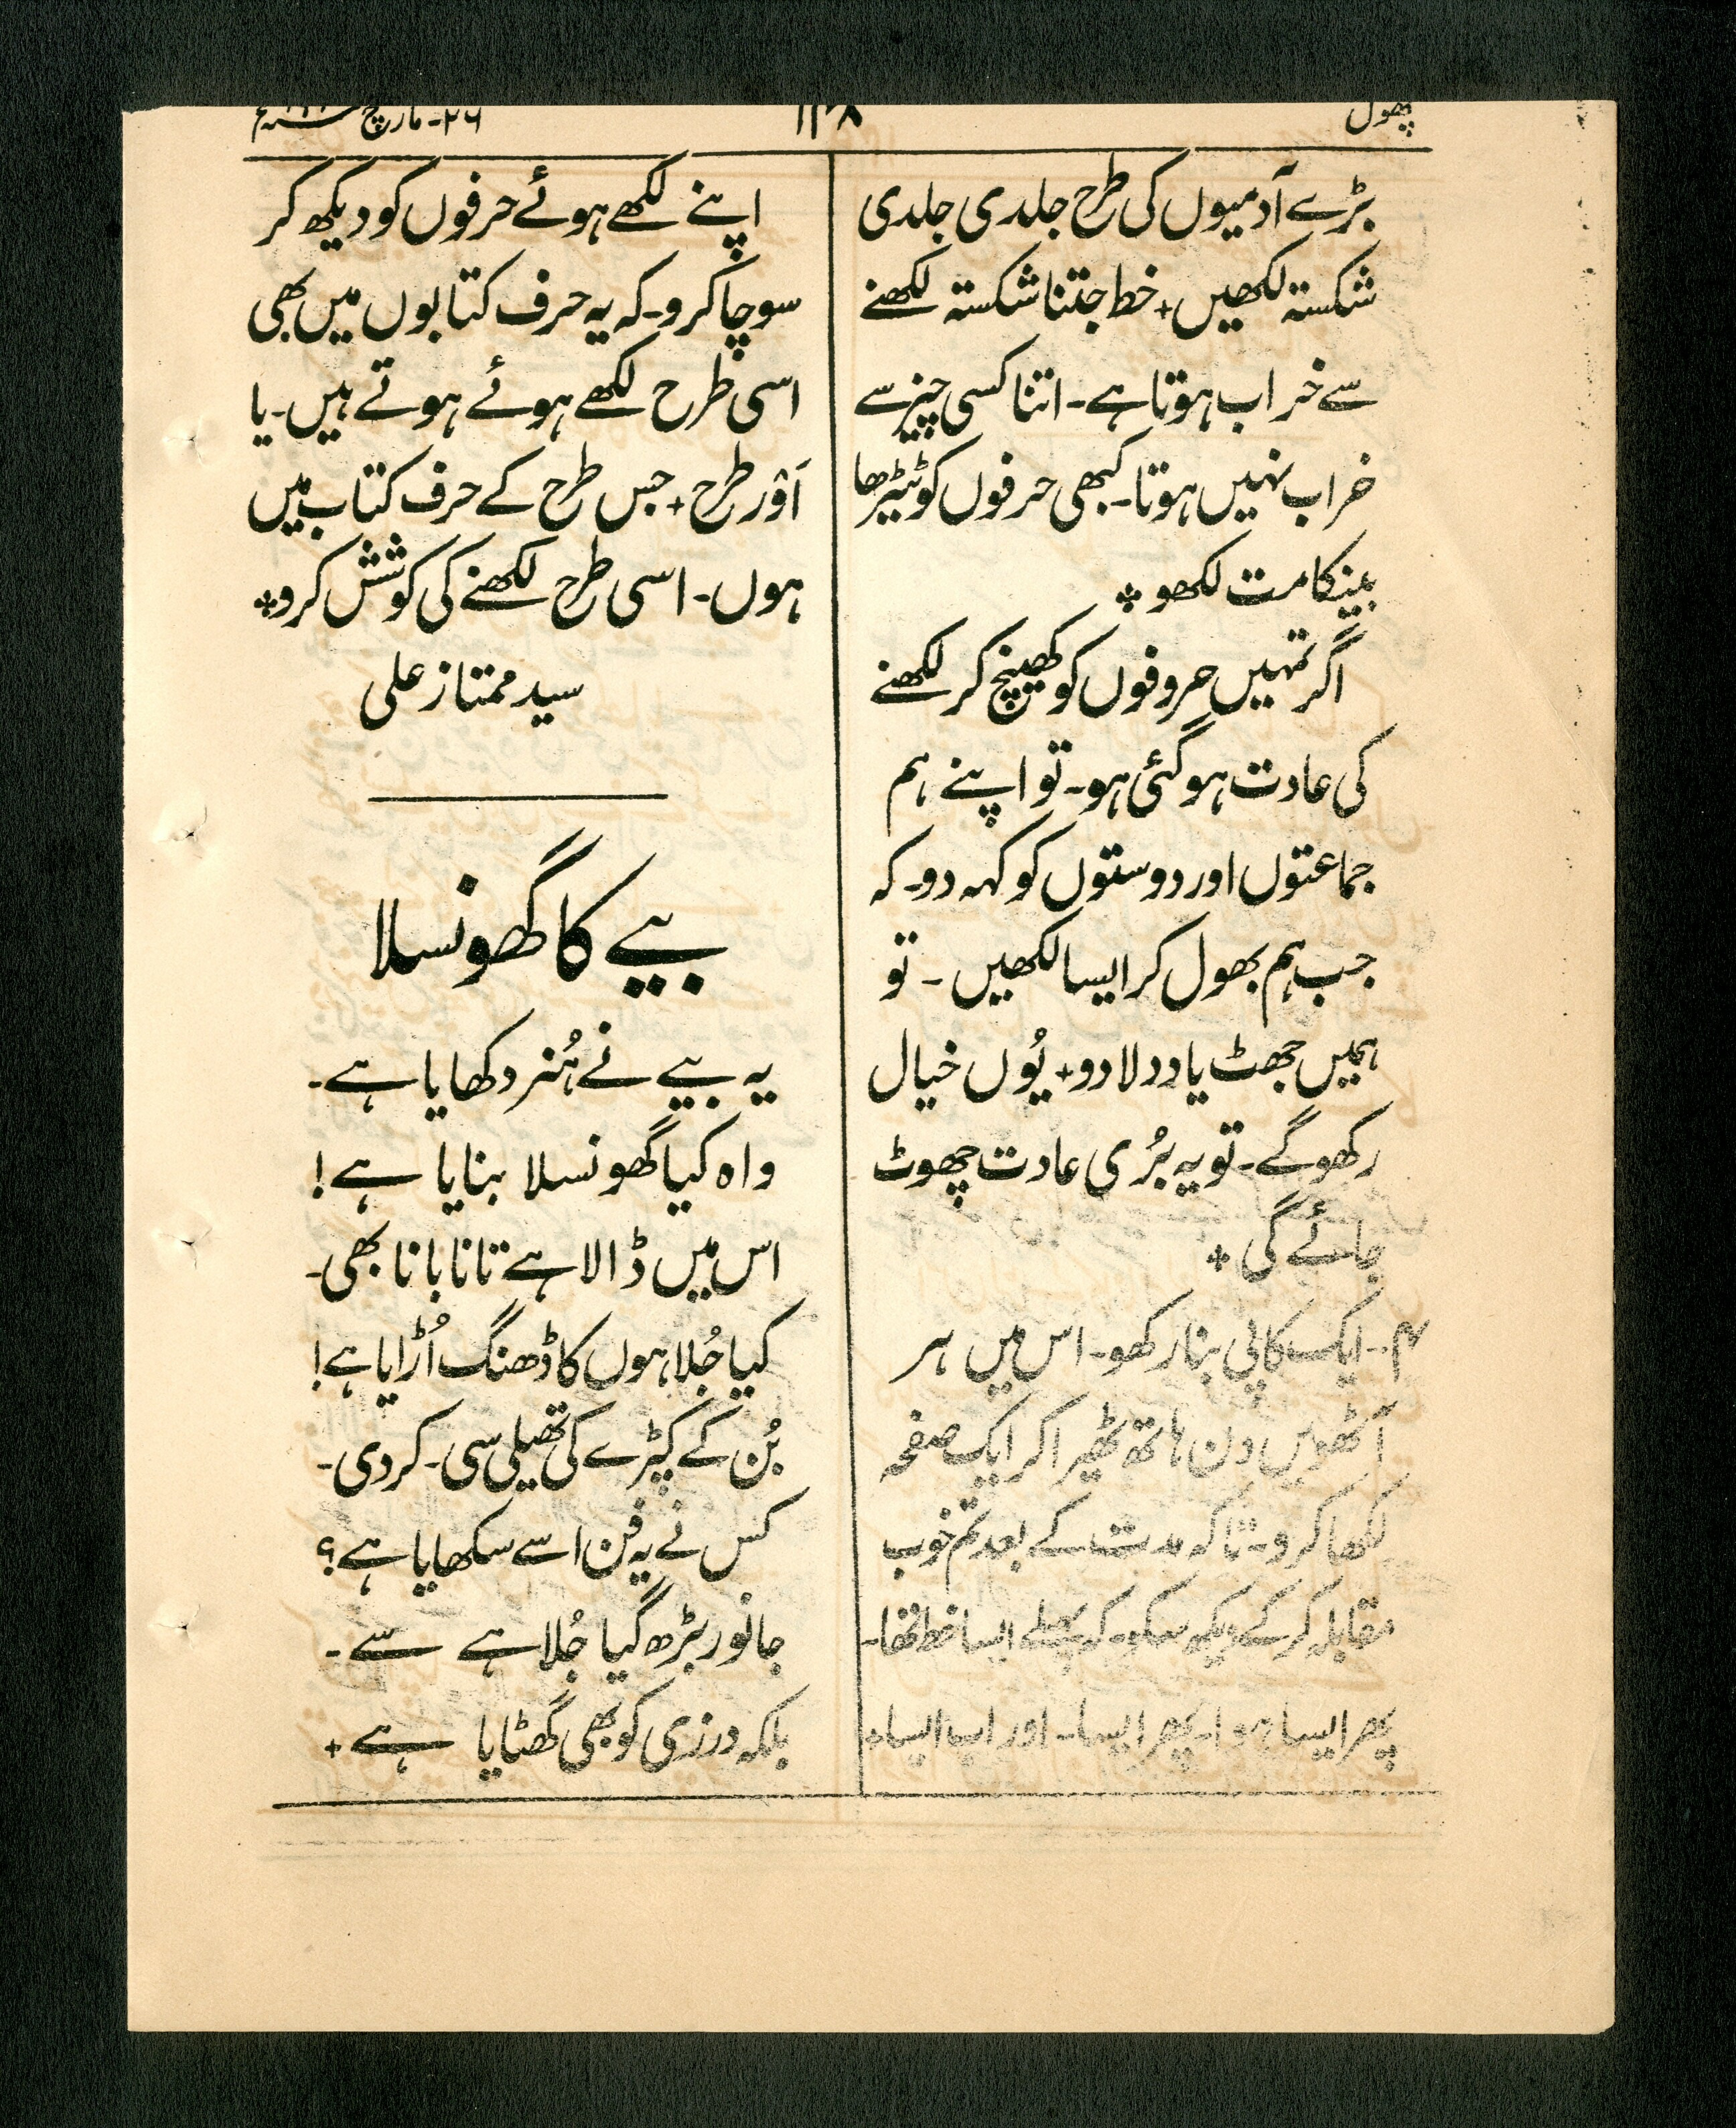 پھول
۲۶-مارچ
بڑے آدمیوں کی طرح جلدی جلدی
شکستہ لکھیں+ خط جتنا شکستہ لکھنے
سے خراب ہوتا ہے- اتنا کسی چیز سے
خراب نہیں ہوتا- کبھی حرفوں کو ٹیڑھا
بینکا مت لکھو +
اگر تمہیں حروفوں کو کھینچ کر لکھنے
کی عادت ہو گئی ہو- تو اپنے ہم
جماعتوں اور دوستوں کو کہہ دو- کہ
جب ہم بھول کر ایسا لکھیں - تو
ہمیں جھٹ یاد دلا دو+ یُوں خیال
رکھو گے- تو یہ بُری عادت چھوٹ
جائے گی +
۴-ایک کاپی بنا رکھو- اس میں ہر
آٹھویں دن ہاتھ ٹھیرا کر ایک صفحہ
لکھا کرو- تاکہ مدت کے بعد تم خوب
مقابلہ کر کے دیکھ سکو- کہ پہلے ایسا خط تھا-
پھر ایسا ہوا- پھر ایسا- اور اب ایسا+
اپنے لکھے ہوئے حرفوں کو دیکھ کر
سوچا کرو- کہ یہ حرف کتابوں میں بھی
اسی طرح لکھے ہوئے ہوتے ہیں- یا
اَوْر طرح+ جس طرح کے حرف کتاب میں
ہوں- اسی طرح لکھنے کی کوشش کرو+
سید ممتاز علی
بیے کا گھونسلا
یہ بیے نے ہُنر دکھایا ہے-
واہ کیا گھونسلا بنایا ہے!
اس میں ڈالا ہے تانا بانا بھی-
کیا جُلاہوں کا ڈھنگ اُڑایا ہے!
بُن کے کپڑے کی تھیلی سی- کر دی-
کس نے یہ فن اسے سکھایا ہے؟
جانور بڑھ گیا جُلاہے سے-
بلکہ درزی کو بھی گھٹایا ہے+